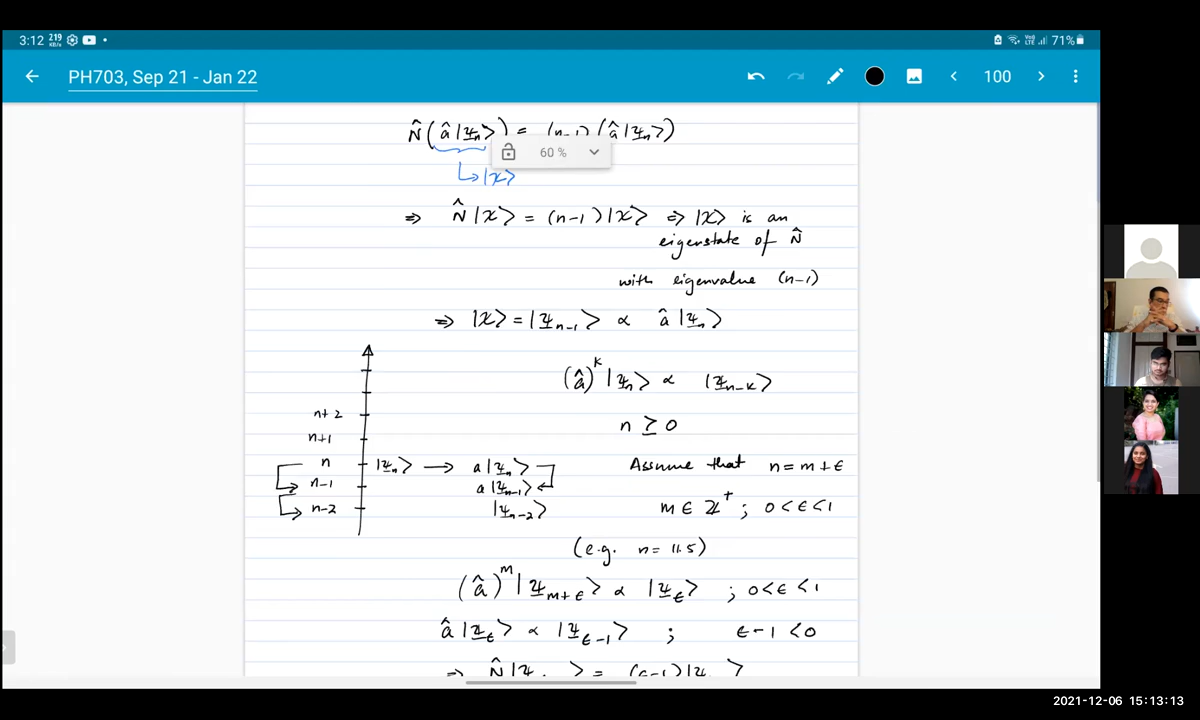 3:12 219 KB/s 71%
PH703, Sep 21 - Jan 22 100
N̂(â|Ψn⟩) = (n-1)(â|Ψn⟩)
60 %
↳|χ⟩
⇒ N̂|χ⟩ = (n-1)|χ⟩ ⇒ |χ⟩ is an
eigenstate of N̂
with eigenvalue (n-1)
⇒ |χ⟩ = |Ψn-1⟩ ∝ â|Ψn⟩
(â)^k|Ψn⟩ ∝ |Ψn-k⟩
n+2
n ≥ 0
n+1
n |Ψn⟩ → a|Ψn⟩ Assume that n = m+ϵ
n-1 a|Ψn-1⟩
n-2 |Ψn-2⟩ m ∈ ℤ⁺ ; 0<ϵ<1
(e.g. n = 11.5)
(â)^m|Ψm+ϵ⟩ ∝ |Ψϵ⟩ ; 0<ϵ<1
â|Ψϵ⟩ ∝ |Ψϵ-1⟩ ; ϵ-1 <0
⇒ N̂|Ψ ⟩ = (ϵ-1)|Ψ ⟩
2021-12-06 15:13:13